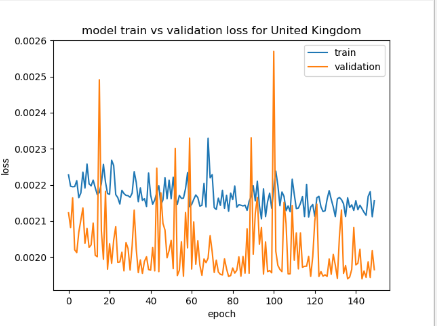 model train vs validation loss for United Kingdom
0.0026
train
validation
0.0025
0.0024
0.0023
loss
0.0022
0.0021
0.0020
0 20 40 60 80 100 120 140
epoch